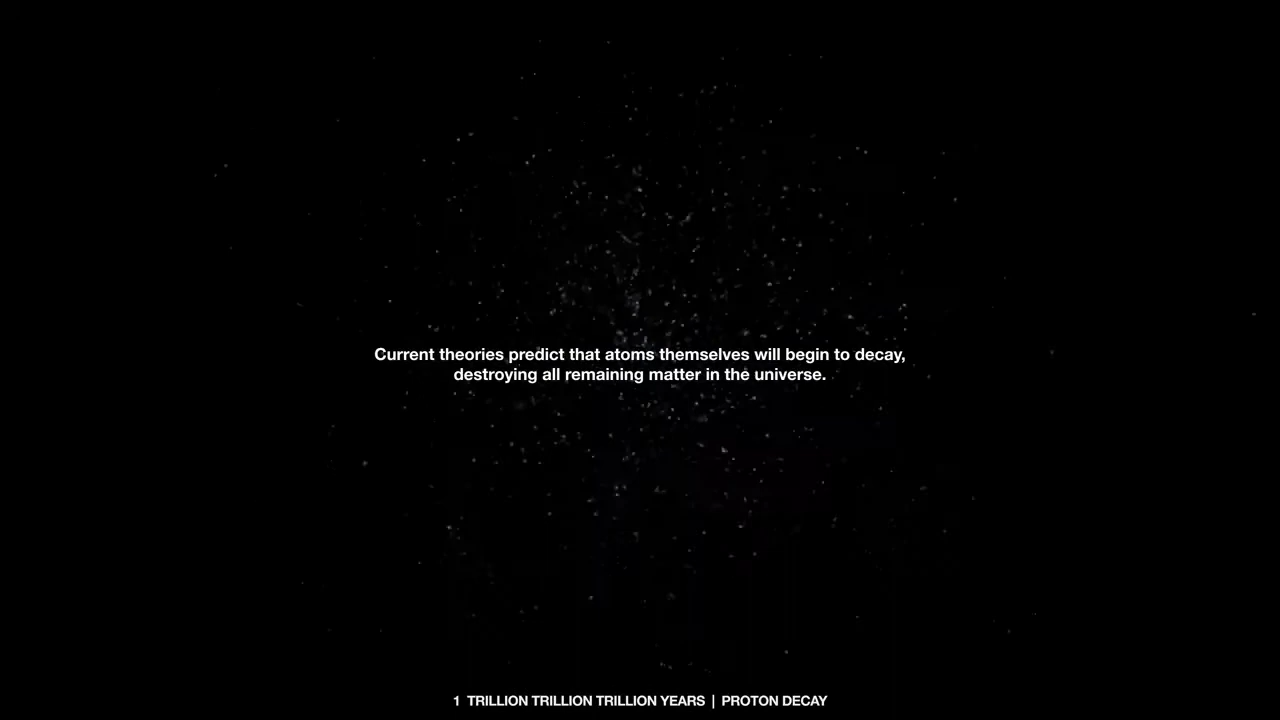 Current theories predict that atoms themselves will begin to decay,
destroying all remaining matter in the universe.
1 TRILLION TRILLION TRILLION YEARS | PROTON DECAY